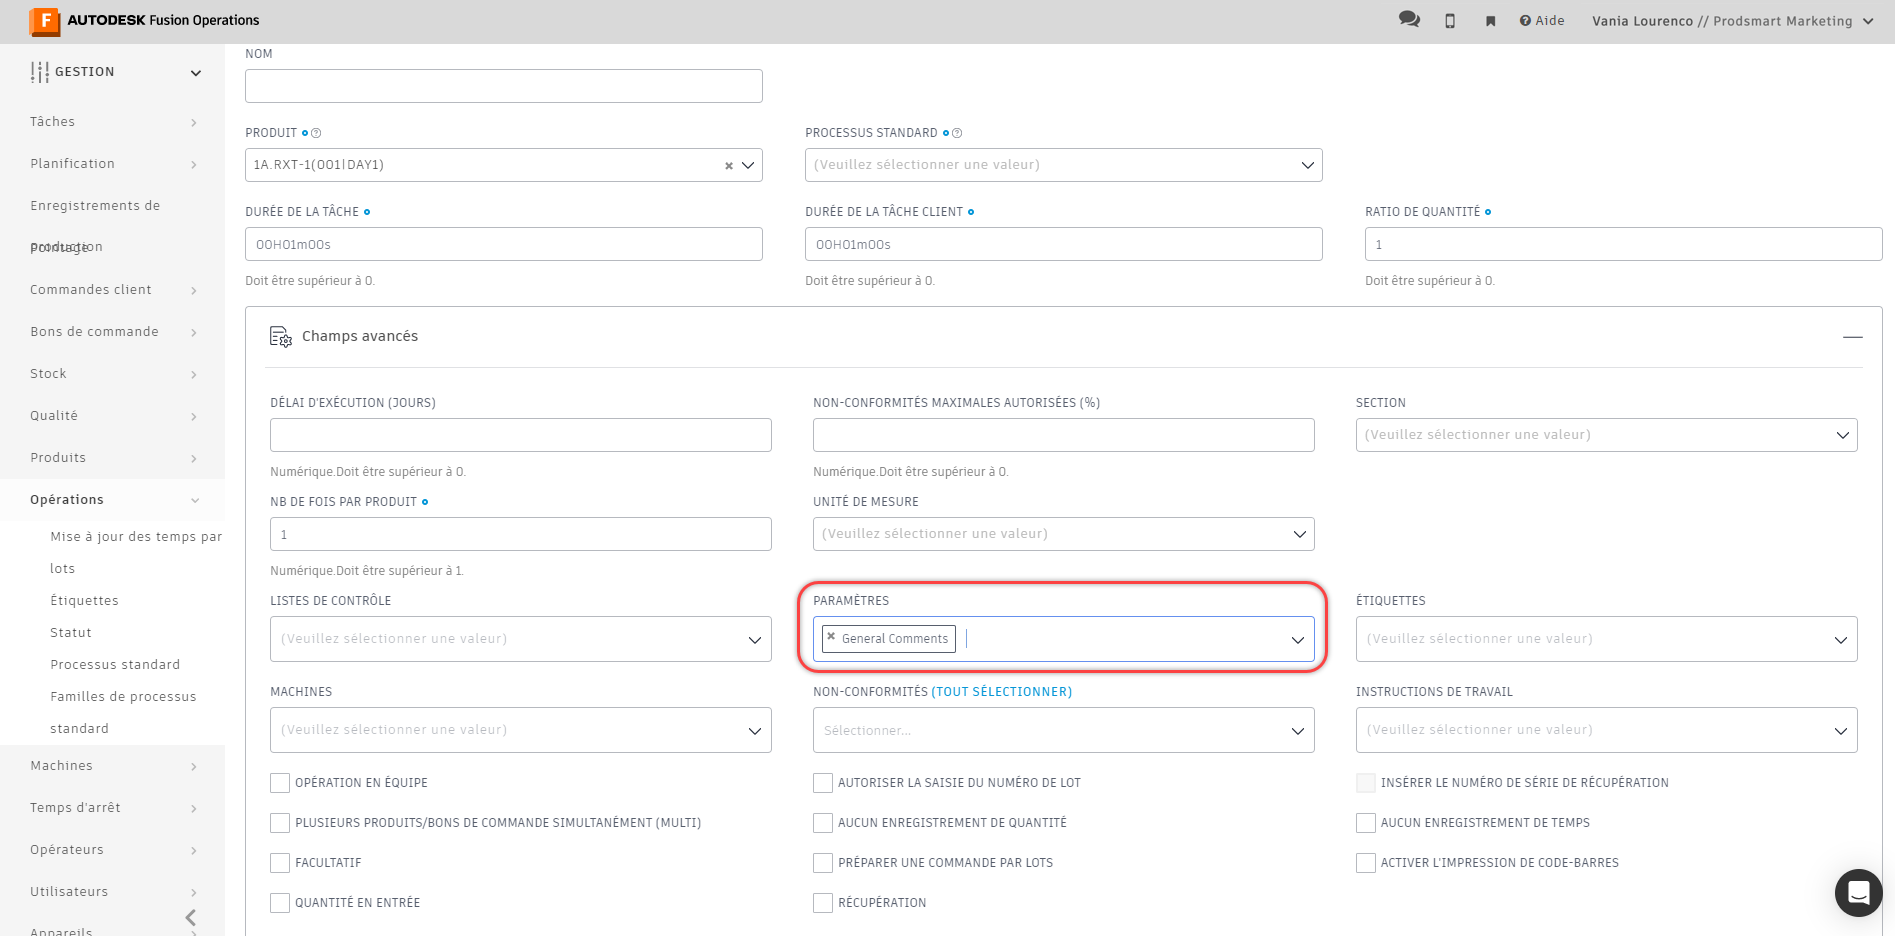 AUTODESK Fusion Operations
Aide
Vania Lourenco // Prodsmart Marketing
GESTION
Tâches
Planification
Enregistrements de
production
Pointage
Commandes client
Bons de commande
Stock
Qualité
Produits
Opérations
Mise à jour des temps par
lots
Étiquettes
Statut
Processus standard
Familles de processus
standard
Machines
Temps d'arrêt
Opérateurs
Utilisateurs
Appareils
NOM
PRODUIT
PROCESSUS STANDARD
1A.RXT-1(001|DAY1)
(Veuillez sélectionner une valeur)
DURÉE DE LA TÂCHE
DURÉE DE LA TÂCHE CLIENT
RATIO DE QUANTITÉ
00H01m00s
00H01m00s
1
Doit être supérieur à 0.
Doit être supérieur à 0.
Doit être supérieur à 0.
Champs avancés
DÉLAI D'EXÉCUTION (JOURS)
NON-CONFORMITÉS MAXIMALES AUTORISÉES (%)
SECTION
(Veuillez sélectionner une valeur)
Numérique.Doit être supérieur à 0.
Numérique.Doit être supérieur à 0.
NB DE FOIS PAR PRODUIT
UNITÉ DE MESURE
1
(Veuillez sélectionner une valeur)
Numérique.Doit être supérieur à 1.
LISTES DE CONTRÔLE
PARAMÈTRES
ÉTIQUETTES
(Veuillez sélectionner une valeur)
General Comments
(Veuillez sélectionner une valeur)
MACHINES
NON-CONFORMITÉS (TOUT SÉLECTIONNER)
INSTRUCTIONS DE TRAVAIL
(Veuillez sélectionner une valeur)
Sélectionner...
(Veuillez sélectionner une valeur)
OPÉRATION EN ÉQUIPE
AUTORISER LA SAISIE DU NUMÉRO DE LOT
INSÉRER LE NUMÉRO DE SÉRIE DE RÉCUPÉRATION
PLUSIEURS PRODUITS/BONS DE COMMANDE SIMULTANÉMENT (MULTI)
AUCUN ENREGISTREMENT DE QUANTITÉ
AUCUN ENREGISTREMENT DE TEMPS
FACULTATIF
PRÉPARER UNE COMMANDE PAR LOTS
ACTIVER L'IMPRESSION DE CODE-BARRES
QUANTITÉ EN ENTRÉE
RÉCUPÉRATION